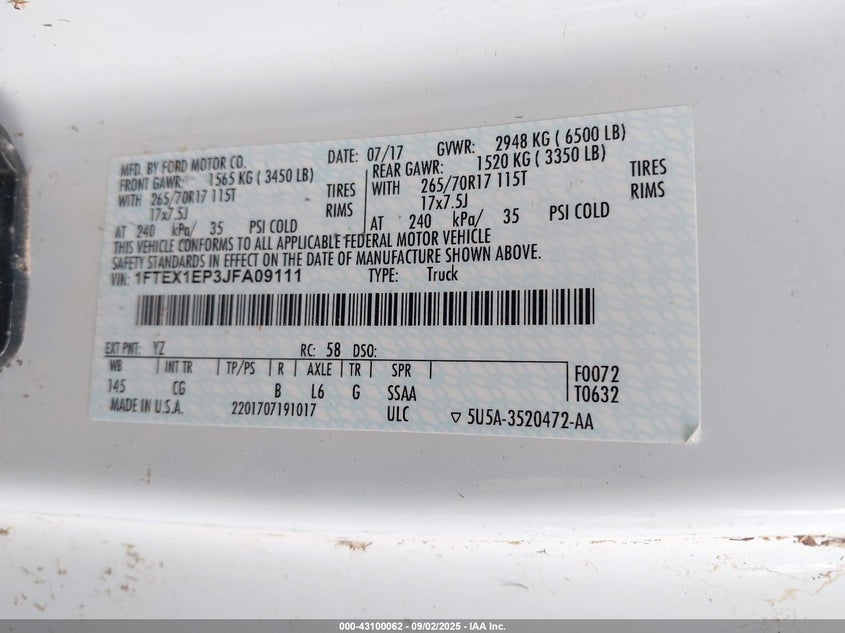 MFD. BY FORD MOTOR CO.
DATE: 07/17 GVWR: 2948 KG ( 6500 LB)
FRONT GAWR: 1565 KG ( 3450 LB)
WITH 265/70R17 115T TIRES
17x7.5J RIMS
AT 240 kPa/ 35 PSI COLD
REAR GAWR: 1520 KG ( 3350 LB)
WITH 265/70R17 115T TIRES
17x7.5J RIMS
AT 240 kPa/ 35 PSI COLD
THIS VEHICLE CONFORMS TO ALL APPLICABLE FEDERAL MOTOR VEHICLE
SAFETY STANDARDS IN EFFECT ON THE DATE OF MANUFACTURE SHOWN ABOVE.
VIN: 1FTEX1EP3JFA09111 TYPE: Truck
EXT PNT: YZ RC: 58 DSO:
WB INT TR TP/PS R AXLE TR SPR
145 CG B L6 G SSAA
F0072
T0632
MADE IN U.S.A. 2201707191017 ULC ▽ 5U5A-3520472-AA
000-43100062 - 09/02/2025 - IAA Inc.